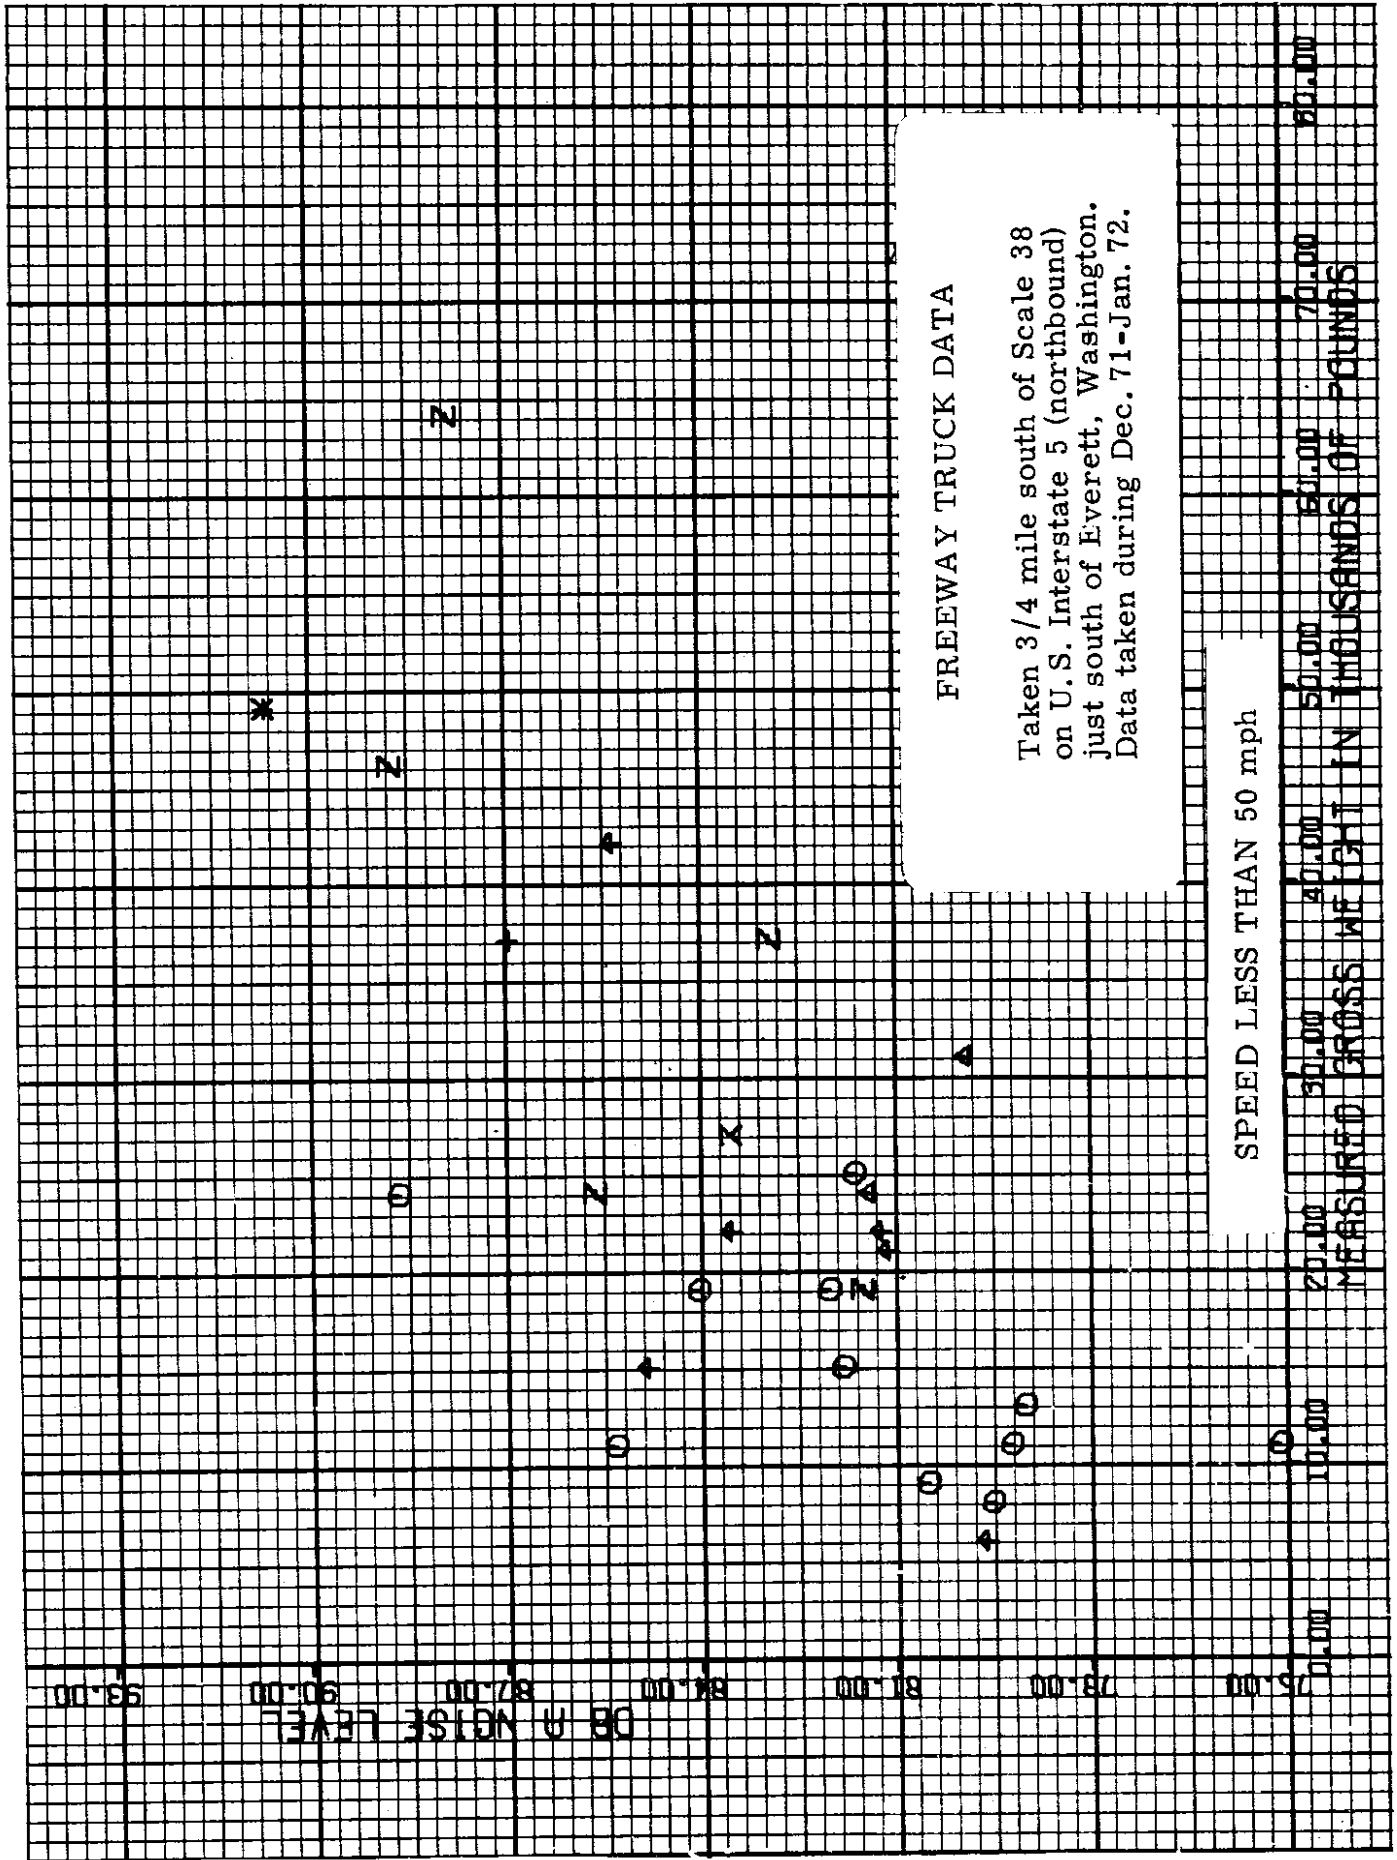 93.00
90.00
87.00
84.00
81.00
78.00
75.00
DB A NOISE LEVEL
FREEWAY TRUCK DATA
Taken 3/4 mile south of Scale 38
on U.S. Interstate 5 (northbound)
just south of Everett, Washington.
Data taken during Dec. 71-Jan. 72.
SPEED LESS THAN 50 mph
0.00 10.00 20.00 30.00 40.00 50.00 60.00 70.00 80.00
MEASURED GROSS WEIGHT IN THOUSANDS OF POUNDS